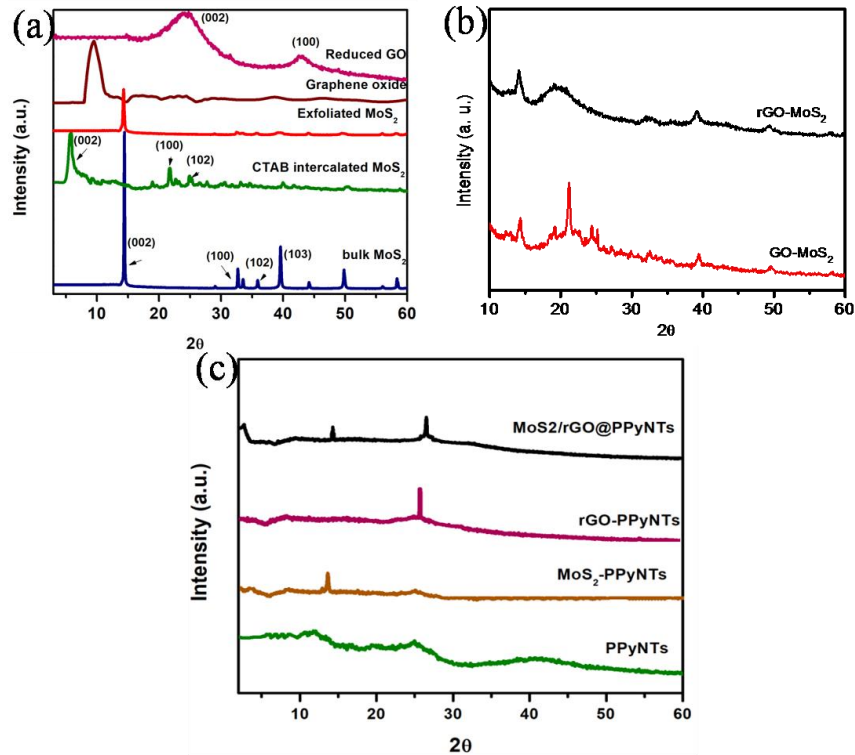 (a)
(002)
(100)
Reduced GO
Graphene oxide
Exfoliated MoS₂
(002)
(100)
(102)
CTAB intercalated MoS₂
(002)
(100)
(102)
(103)
bulk MoS₂
Intensity (a.u.)
10 20 30 40 50 60
2θ
(b)
rGO-MoS₂
GO-MoS₂
Intensity (a. u.)
10 20 30 40 50 60
2θ
(c)
MoS2/rGO@PPyNTs
rGO-PPyNTs
MoS₂-PPyNTs
PPyNTs
Intensity (a.u.)
10 20 30 40 50 60
2θ